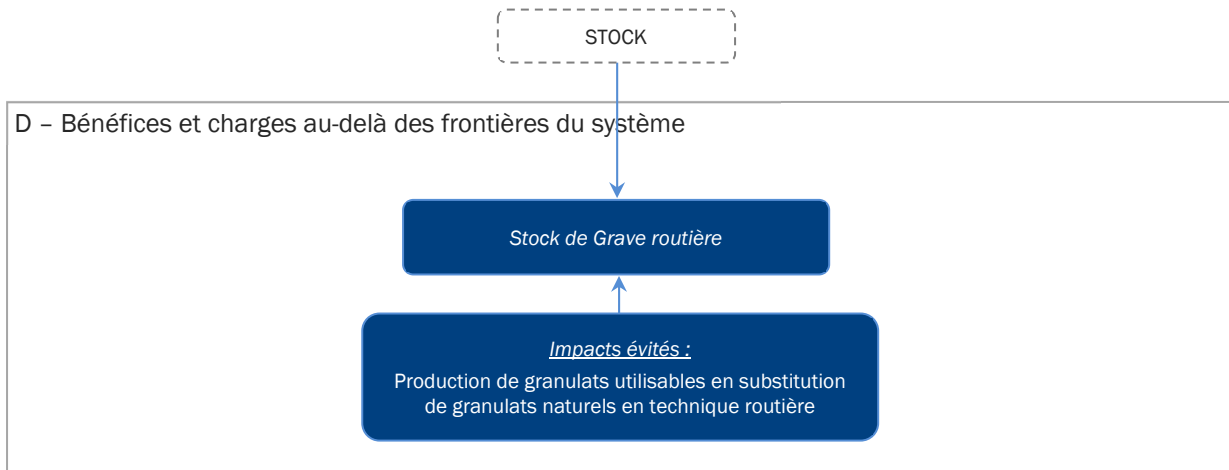 STOCK
D – Bénéfices et charges au-delà des frontières du système
Stock de Grave routière
Impacts évités :
Production de granulats utilisables en substitution
de granulats naturels en technique routière